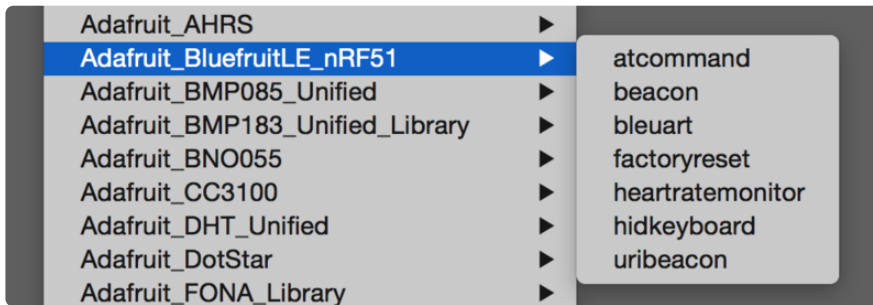 Adafruit_AHRS
Adafruit_BluefruitLE_nRF51
Adafruit_BMP085_Unified
Adafruit_BMP183_Unified_Library
Adafruit_BNO055
Adafruit_CC3100
Adafruit_DHT_Unified
Adafruit_DotStar
Adafruit_FONA_Library
atcommand
beacon
bleuart
factoryreset
heartratemonitor
hidkeyboard
uribeacon